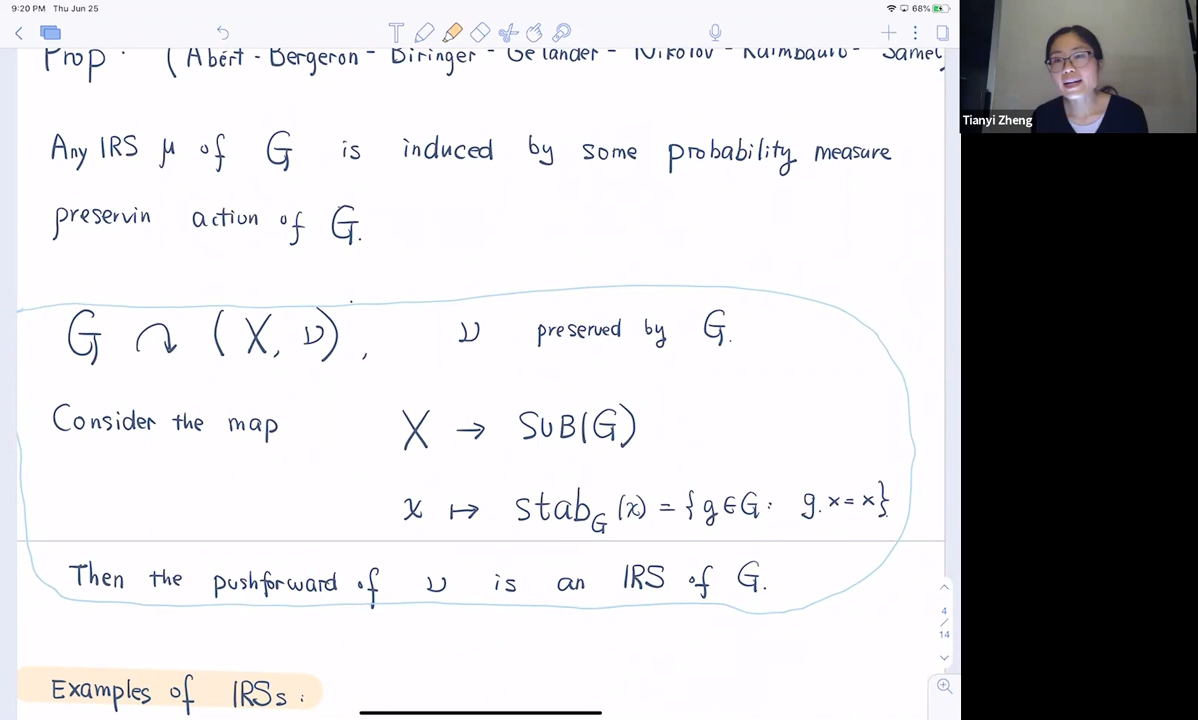 9:20 PM Thu Jun 25
68%
Prop. (Abért - Bergeron - Biringer - Gelander - Nikolov - Raimbault - Samet
Any IRS μ of G is induced by some probability measure
preservin action of G.
G ↷ (X, ν), ν preserved by G.
Consider the map X → SUB(G)
x ↦ stab_G (x) = {g∈G: g.x=x}.
Then the pushforward of ν is an IRS of G.
Examples of IRSs:
4
/
14
Tianyi Zheng